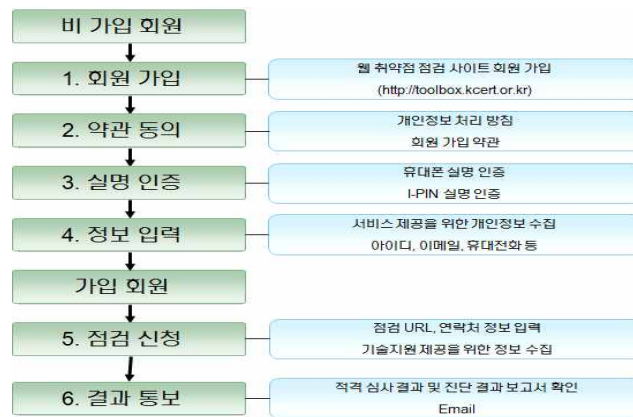 비 가입 회원
1. 회원 가입
웹 취약점 점검 사이트 회원 가입
(http://toolbox.kcert.or.kr)
2. 약관 동의
개인정보 처리 방침
회원 가입 약관
3. 실명 인증
휴대폰 실명 인증
I-PIN 실명 인증
4. 정보 입력
서비스 제공을 위한 개인정보 수집
아이디, 이메일, 휴대전화 등
가입 회원
5. 점검 신청
점검 URL, 연락처 정보 입력
기술지원 제공을 위한 정보 수집
6. 결과 통보
적격 심사 결과 및 진단 결과 보고서 확인
Email